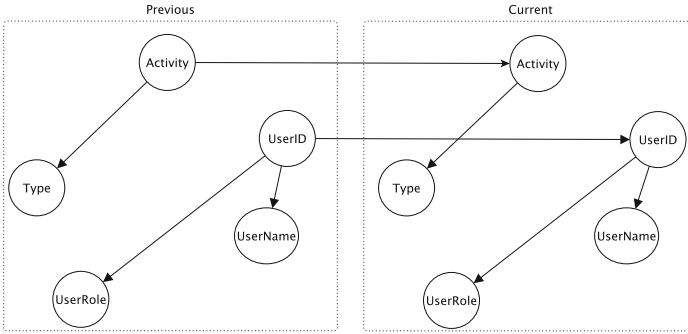 Previous
Current
Activity
Activity
UserID
UserID
Type
Type
UserName
UserName
UserRole
UserRole